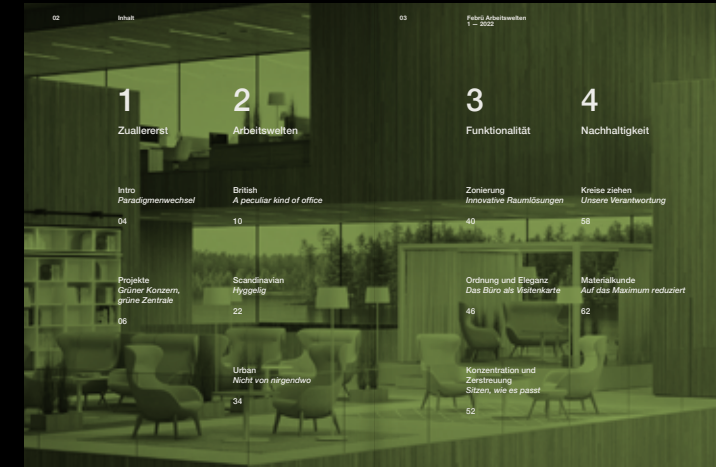 02
Inhalt
03
Febrü Arbeitswelten
1 — 2022
1
Zuallererst
Intro
Paradigmenwechsel
04
Projekte
Grüner Konzern,
grüne Zentrale
06
2
Arbeitswelten
British
A peculiar kind of office
10
Scandinavian
Hyggelig
22
Urban
Nicht von nirgendwo
34
3
Funktionalität
Zonierung
Innovative Raumlösungen
40
Ordnung und Eleganz
Das Büro als Visitenkarte
46
Konzentration und
Zerstreuung
Sitzen, wie es passt
52
4
Nachhaltigkeit
Kreise ziehen
Unsere Verantwortung
58
Materialkunde
Auf das Maximum reduziert
62